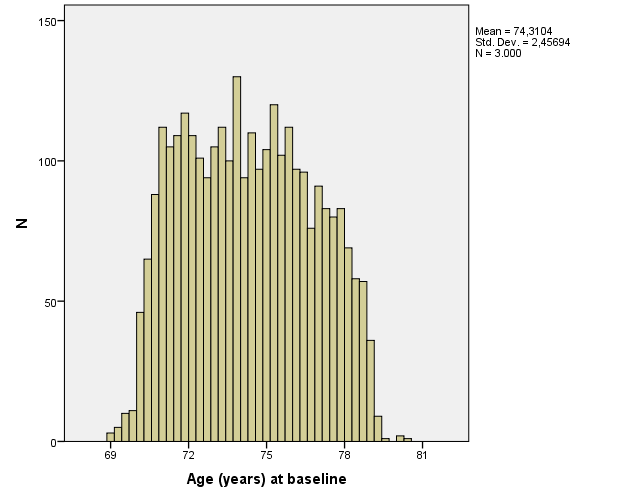 150
Mean = 74,3104
Std. Dev. = 2,45694
N = 3.000
100
N
50
0
69 72 75 78 81
Age (years) at baseline